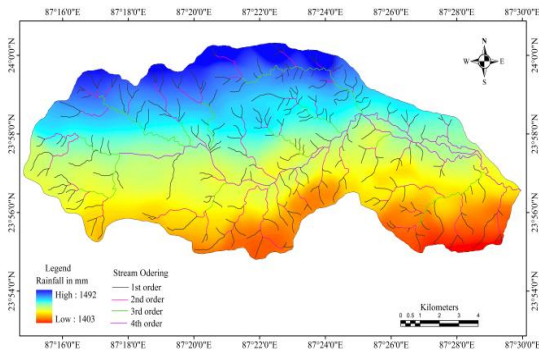 87°16'0"E 87°18'0"E 87°20'0"E 87°22'0"E 87°24'0"E 87°26'0"E 87°28'0"E 87°30'0"E
24°0'0"N 24°0'0"N
N
W E
S
23°58'0"N 23°58'0"N
23°56'0"N 23°56'0"N
23°54'0"N 23°54'0"N
Legend
Rainfall in mm
High : 1492
Low : 1403
Stream Odering
1st order
2nd order
3rd order
4th order
Kilometers
0 0.5 1 2 3 4
87°16'0"E 87°18'0"E 87°20'0"E 87°22'0"E 87°24'0"E 87°26'0"E 87°28'0"E 87°30'0"E